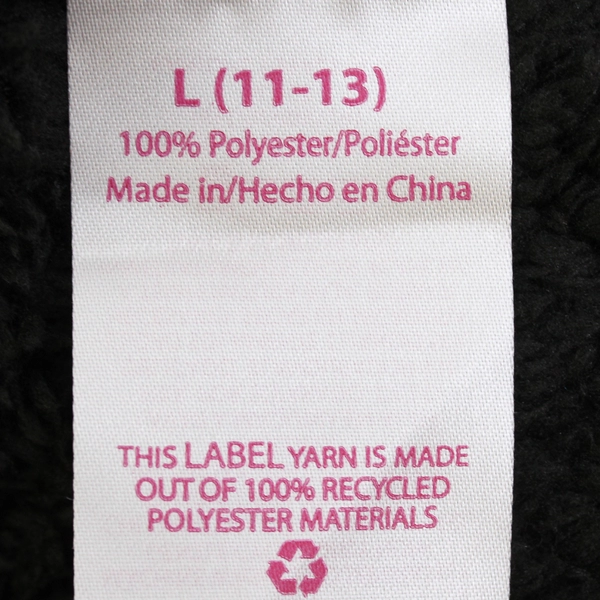 L (11-13)
100% Polyester/Poliéster
Made in/Hecho en China
THIS LABEL YARN IS MADE
OUT OF 100% RECYCLED
POLYESTER MATERIALS